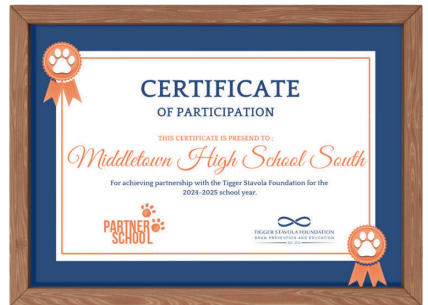 CERTIFICATE
OF PARTICIPATION
THIS CERTIFICATE IS PRESEND TO :
Middletown High School South
For achieving partnership with the Tigger Stavola Foundation for the
2024-2025 school year.
PARTNER
SCHOOL
TIGGER STAVOLA FOUNDATION
DRUG PREVENTION AND EDUCATION